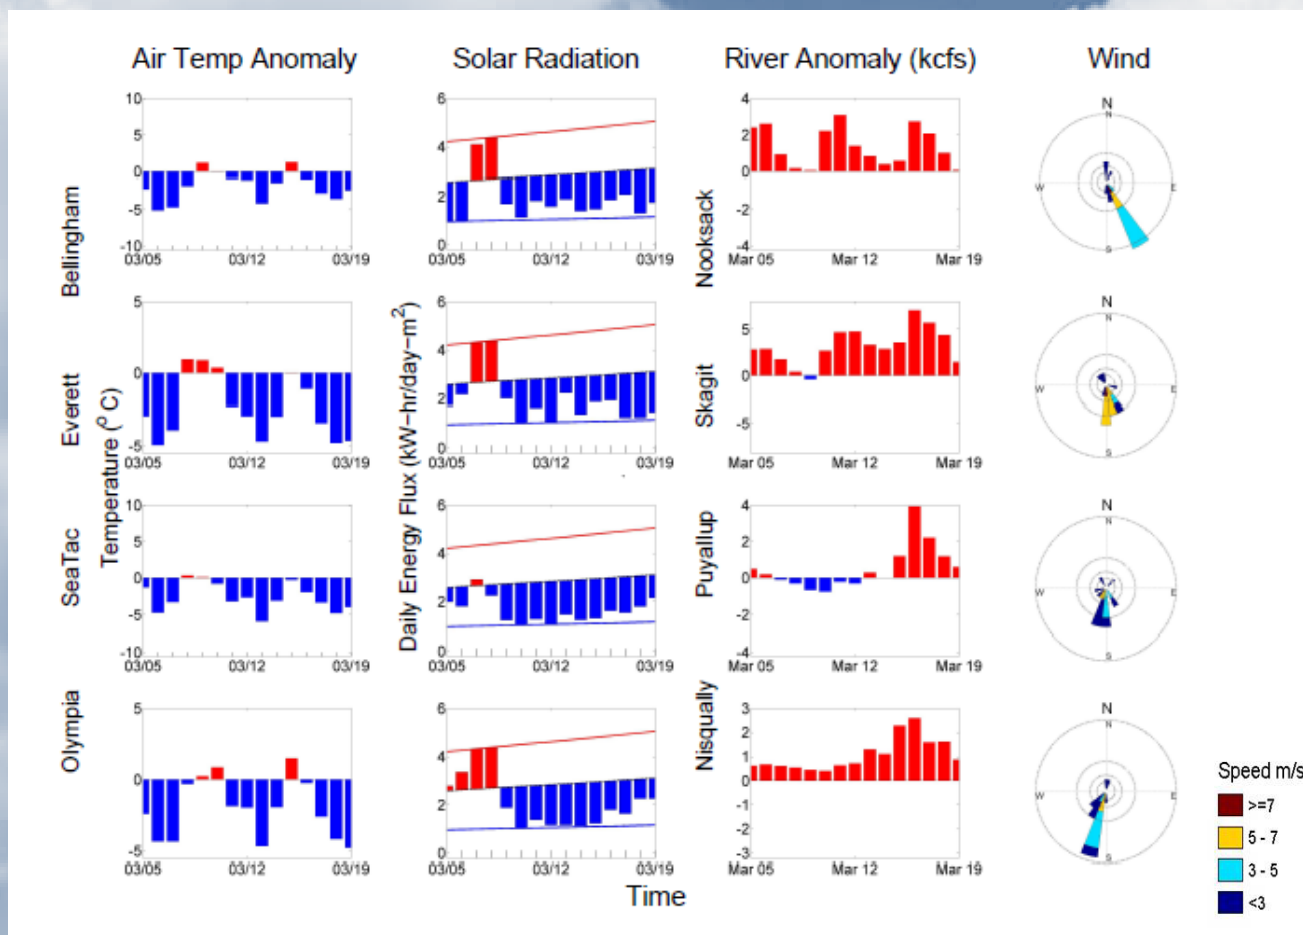 Air Temp Anomaly
Solar Radiation
River Anomaly (kcfs)
Wind
Bellingham
10
5
0
-5
-10
03/05
03/12
03/19
6
4
2
0
03/05
03/12
03/19
Nooksack
4
2
0
-2
-4
Mar 05
Mar 12
Mar 19
N
N
W
E
S
Everett
5
0
-5
03/05
03/12
03/19
6
4
2
0
03/05
03/12
03/19
Skagit
5
0
-5
Mar 05
Mar 12
Mar 19
N
N
W
E
S
Temperature (° C)
Daily Energy Flux (kW-hr/day-m²)
SeaTac
10
5
0
-5
-10
03/05
03/12
03/19
6
4
2
0
03/05
03/12
03/19
Puyallup
4
2
0
-2
-4
Mar 05
Mar 12
Mar 19
N
N
W
E
S
Olympia
5
0
-5
03/05
03/12
03/19
6
4
2
0
03/05
03/12
03/19
Nisqually
3
2
1
0
-1
-2
-3
Mar 05
Mar 12
Mar 19
N
N
W
E
S
Time
Speed m/s
>=7
5 - 7
3 - 5
<3